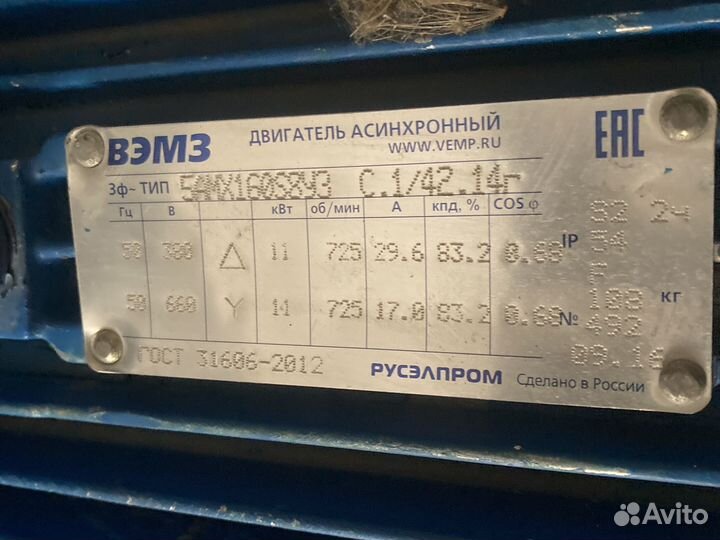 ВЭМЗ
ДВИГАТЕЛЬ АСИНХРОННЫЙ
WWW.VEMP.RU
ЕАС
3ф~ ТИП 5АМХ160S8У3 С.1/42.14г
Гц В кВт об/мин А кпд, % COS φ
50 380 △ 11 725 29.6 83.2 0.68
50 660 Y 11 725 17.0 83.2 0.68
82 24
IP 54
108 кг
№ 492
09.16
ГОСТ 31606-2012
РУСЭЛПРОМ Сделано в России
Avito